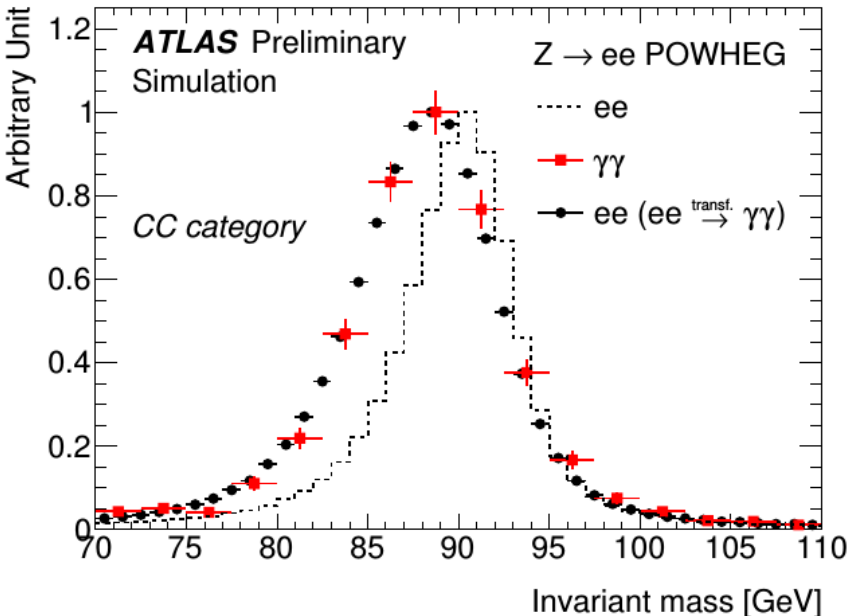 Arbitrary Unit
1.2
1
0.8
0.6
0.4
0.2
0
ATLAS Preliminary
Simulation
CC category
Z → ee POWHEG
ee
γγ
ee (ee transf. → γγ)
70 75 80 85 90 95 100 105 110
Invariant mass [GeV]